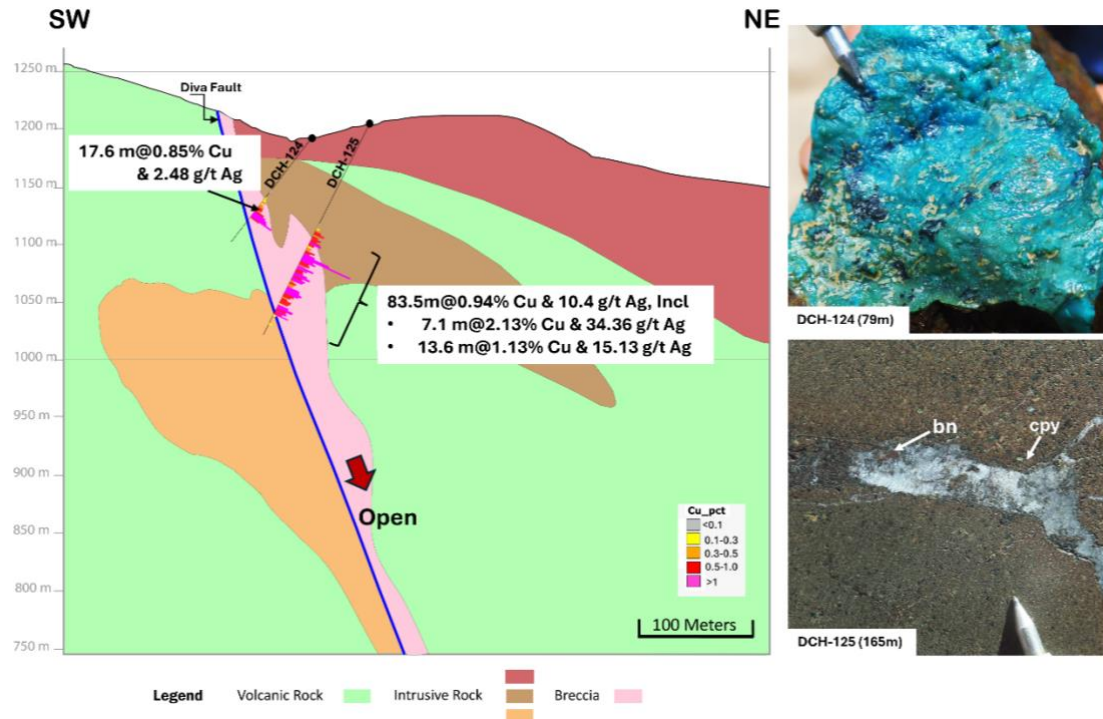 SW
NE
1250 m
1200 m
1150 m
1100 m
1050 m
1000 m
950 m
900 m
850 m
800 m
750 m
Diva Fault
17.6 m@0.85% Cu
& 2.48 g/t Ag
DCH-124
DCH-125
83.5m@0.94% Cu & 10.4 g/t Ag, Incl
• 7.1 m@2.13% Cu & 34.36 g/t Ag
• 13.6 m@1.13% Cu & 15.13 g/t Ag
Open
Cu_pct
<0.1
0.1-0.3
0.3-0.5
0.5-1.0
>1
100 Meters
Legend Volcanic Rock Intrusive Rock Breccia
DCH-124 (79m)
bn
cpy
DCH-125 (165m)